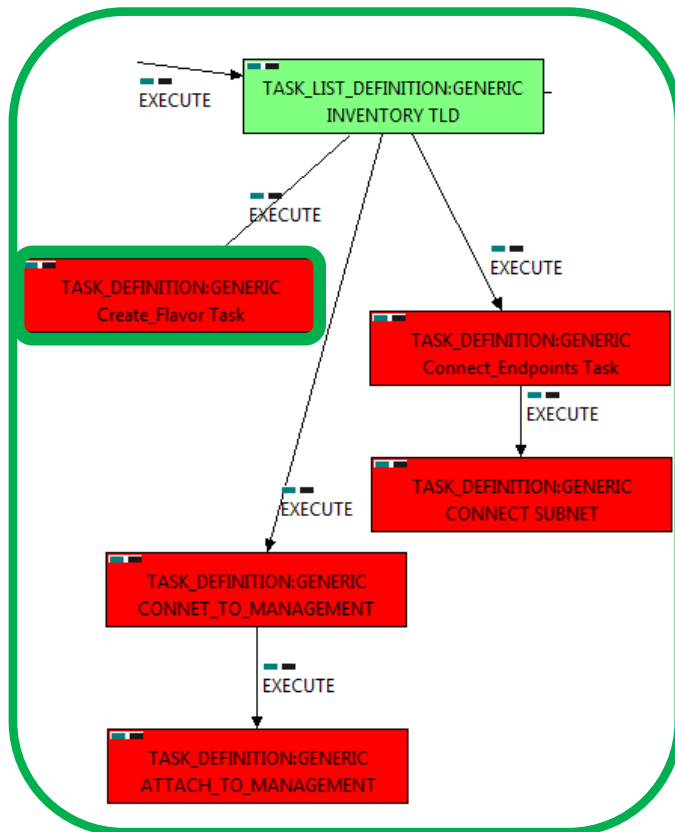 EXECUTE
TASK_LIST_DEFINITION:GENERIC
INVENTORY TLD
EXECUTE
TASK_DEFINITION:GENERIC
Create_Flavor Task
EXECUTE
TASK_DEFINITION:GENERIC
Connect_Endpoints Task
EXECUTE
TASK_DEFINITION:GENERIC
CONNECT SUBNET
EXECUTE
TASK_DEFINITION:GENERIC
CONNET_TO_MANAGEMENT
EXECUTE
TASK_DEFINITION:GENERIC
ATTACH_TO_MANAGEMENT